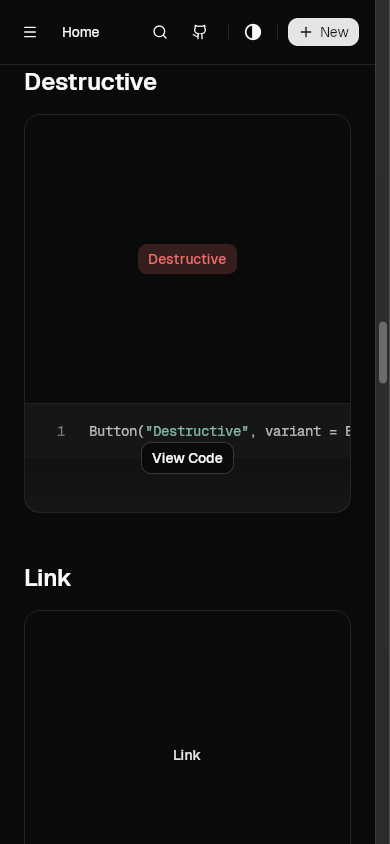 Home
New
Destructive
Destructive
1 Button("Destructive", variant =
View Code
Link
Link